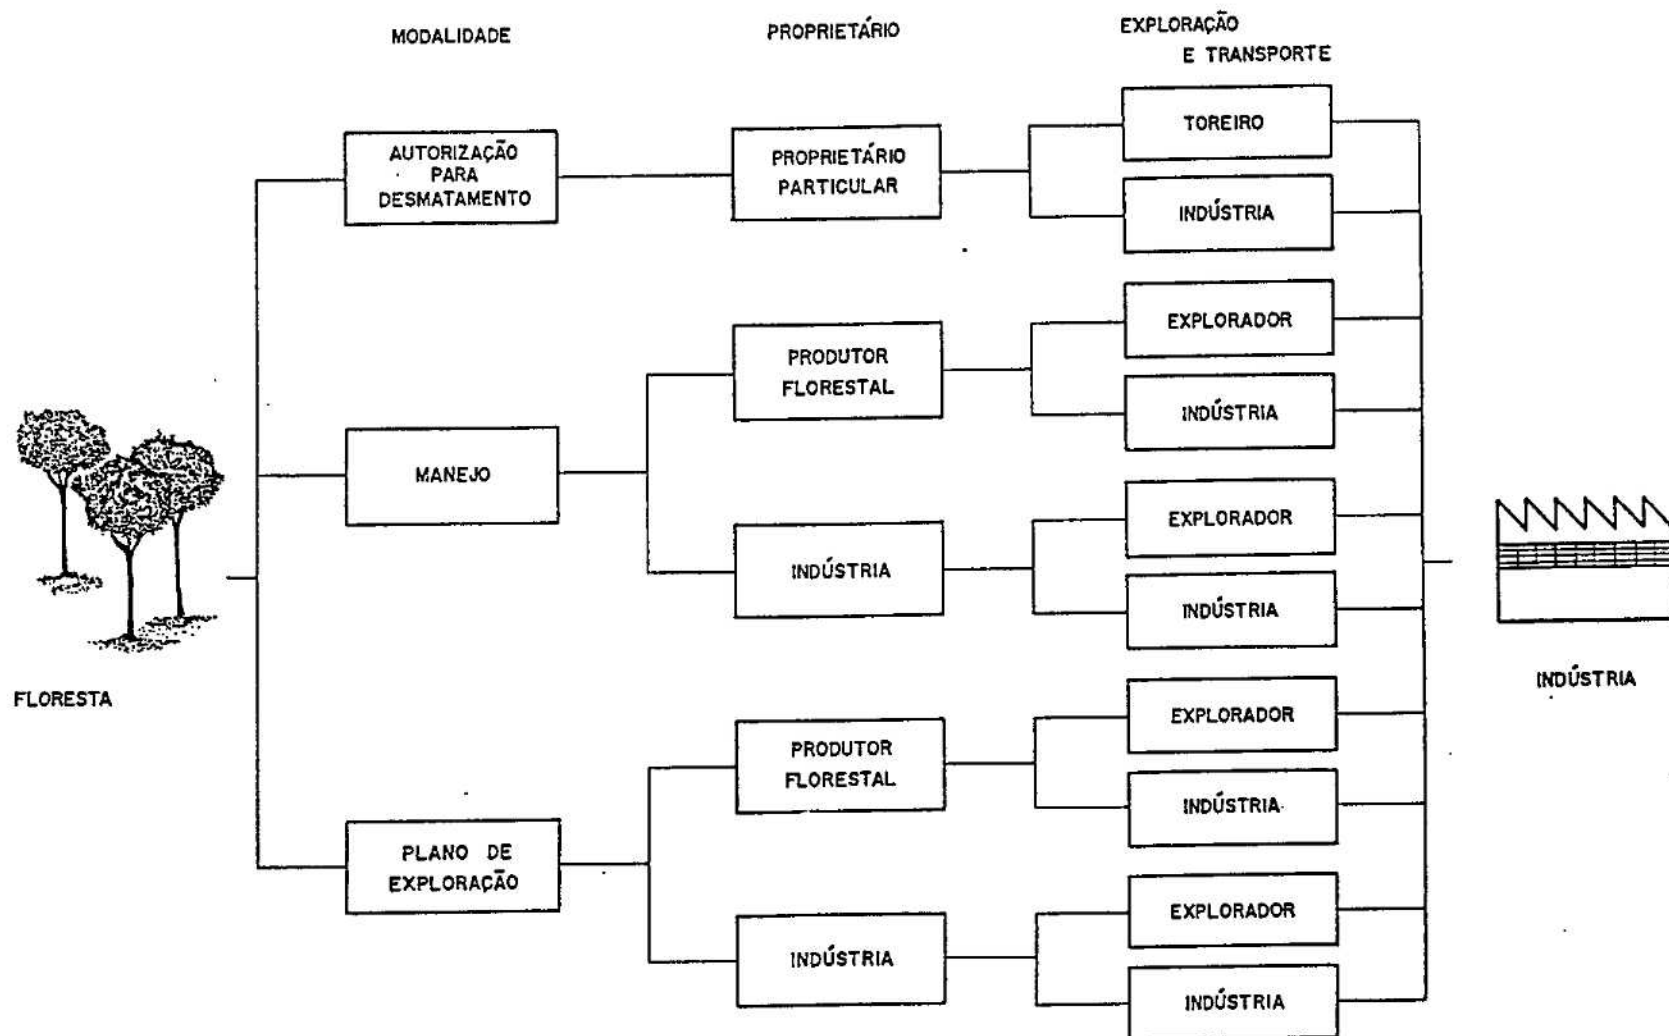 MODALIDADE
PROPRIETÁRIO
EXPLORAÇÃO
E TRANSPORTE
AUTORIZAÇÃO
PARA
DESMATAMENTO
PROPRIETÁRIO
PARTICULAR
TOREIRO
INDÚSTRIA
MANEJO
PRODUTOR
FLORESTAL
EXPLORADOR
INDÚSTRIA
INDÚSTRIA
EXPLORADOR
INDÚSTRIA
PLANO DE
EXPLORAÇÃO
PRODUTOR
FLORESTAL
EXPLORADOR
INDÚSTRIA
INDÚSTRIA
EXPLORADOR
INDÚSTRIA
FLORESTA
INDÚSTRIA